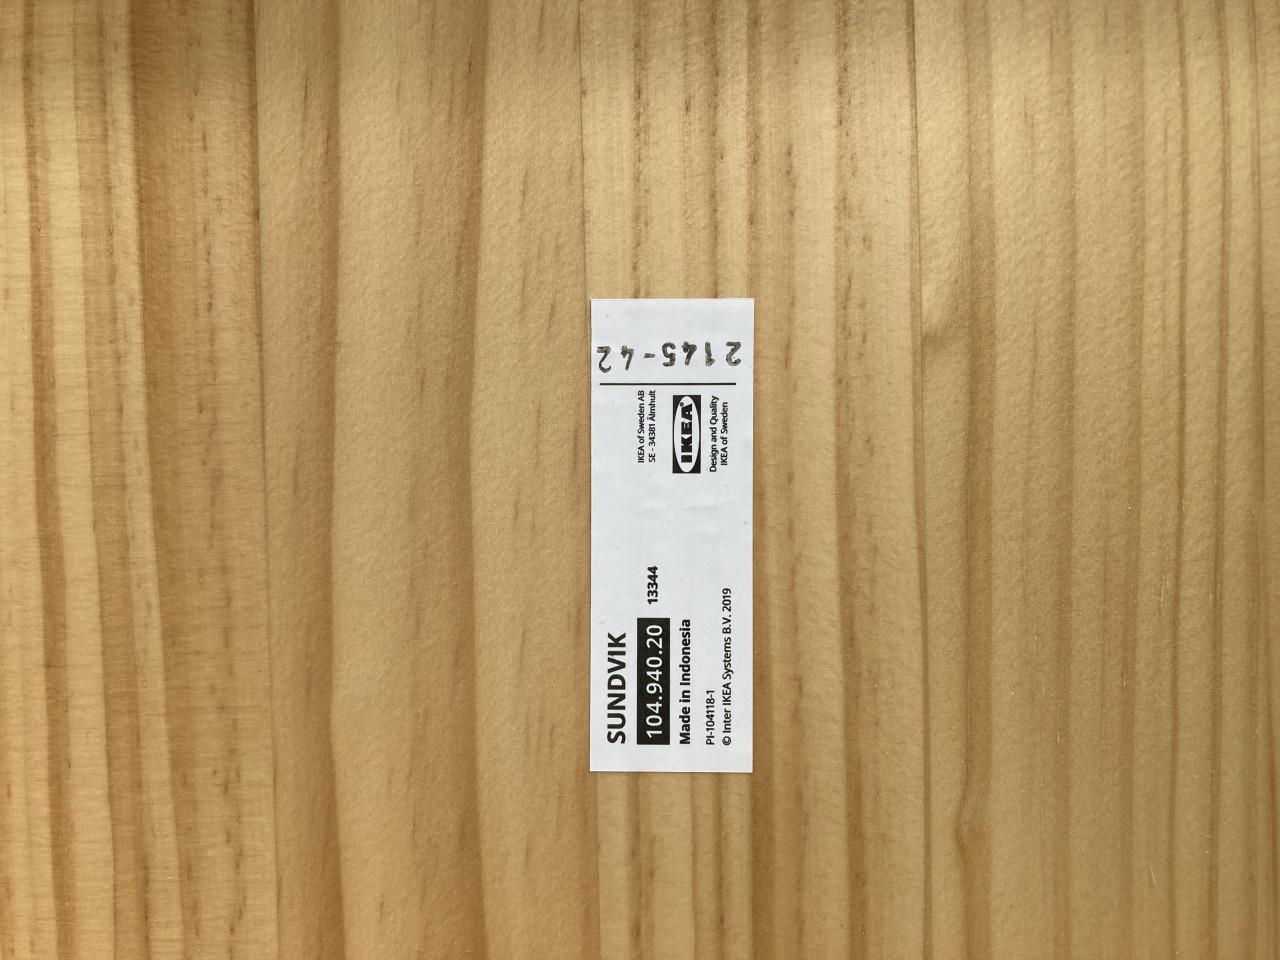 SUNDVIK
104.940.20 13344
Made in Indonesia
PI-104118-1
© Inter IKEA Systems B.V. 2019
IKEA of Sweden AB
SE - 34381 Älmhult
IKEA®
Design and Quality
IKEA of Sweden
2145-42